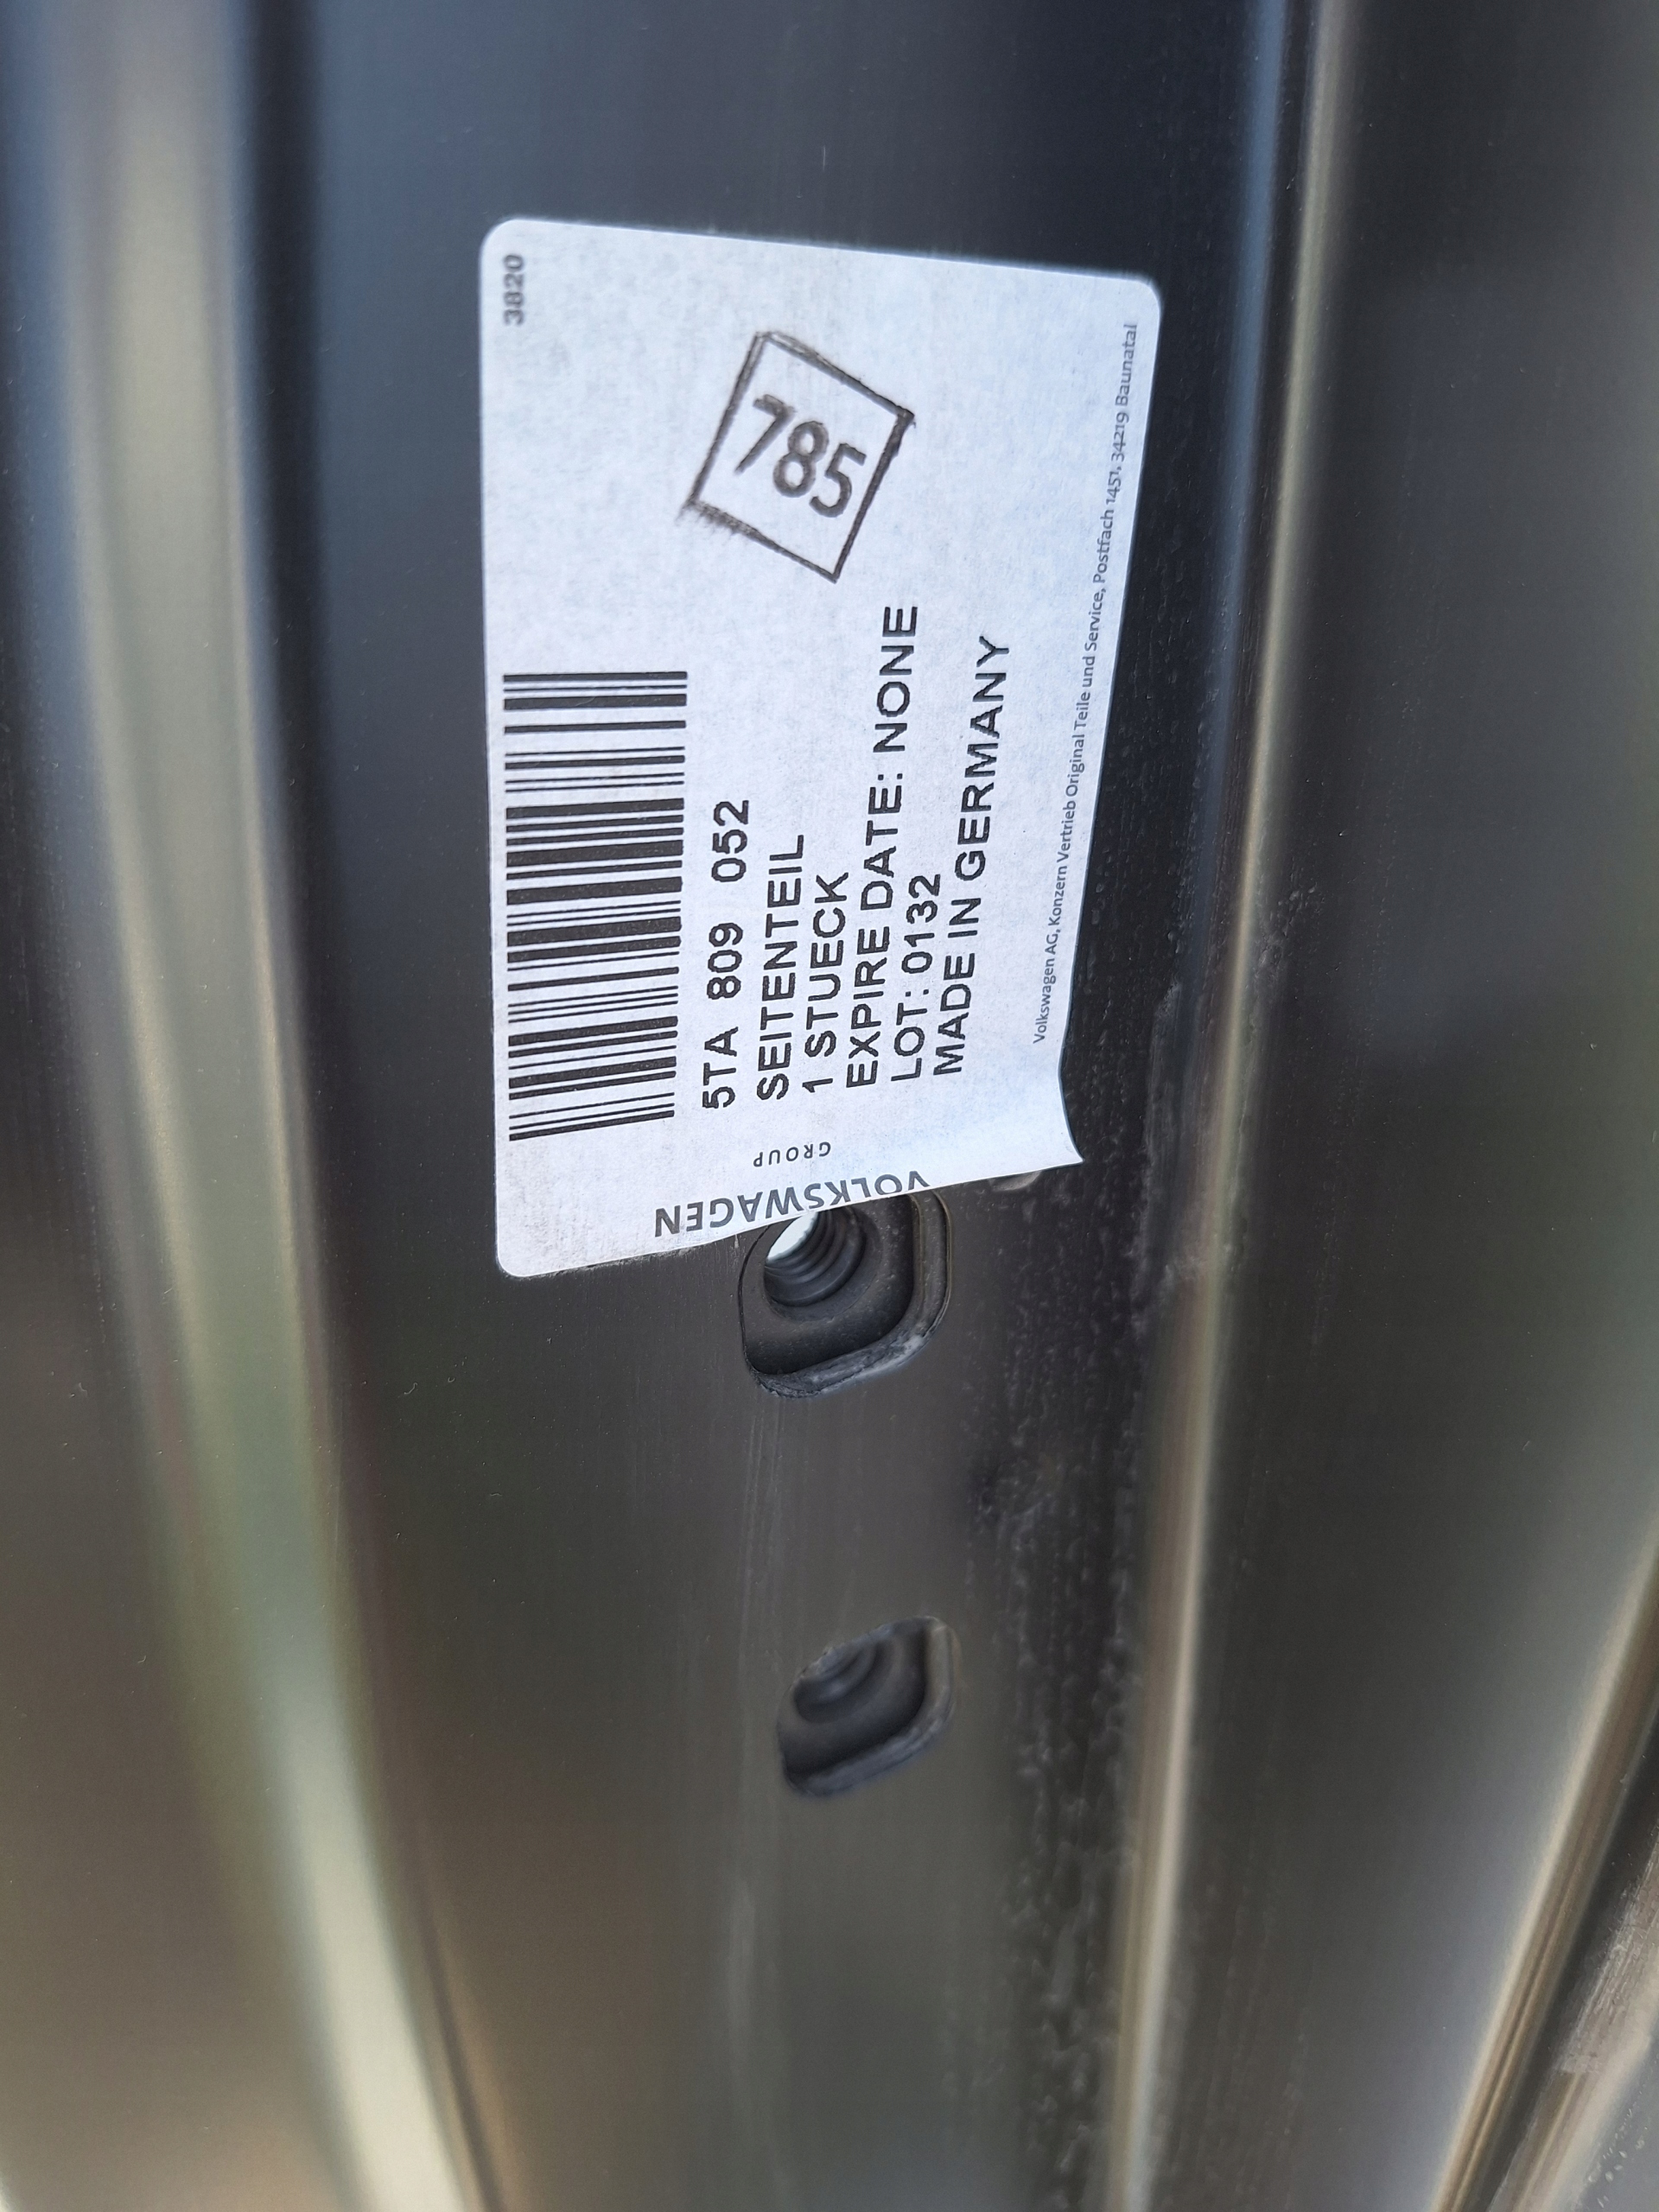 3820
5TA 809 052
SEITENTEIL
1 STUECK
EXPIRE DATE: NONE
LOT: 0132
MADE IN GERMANY
785
Volkswagen AG, Konzern Vertrieb Original Teile und Service, Postfach 1451, 34219 Baunatal
VOLKSWAGEN
GROUP